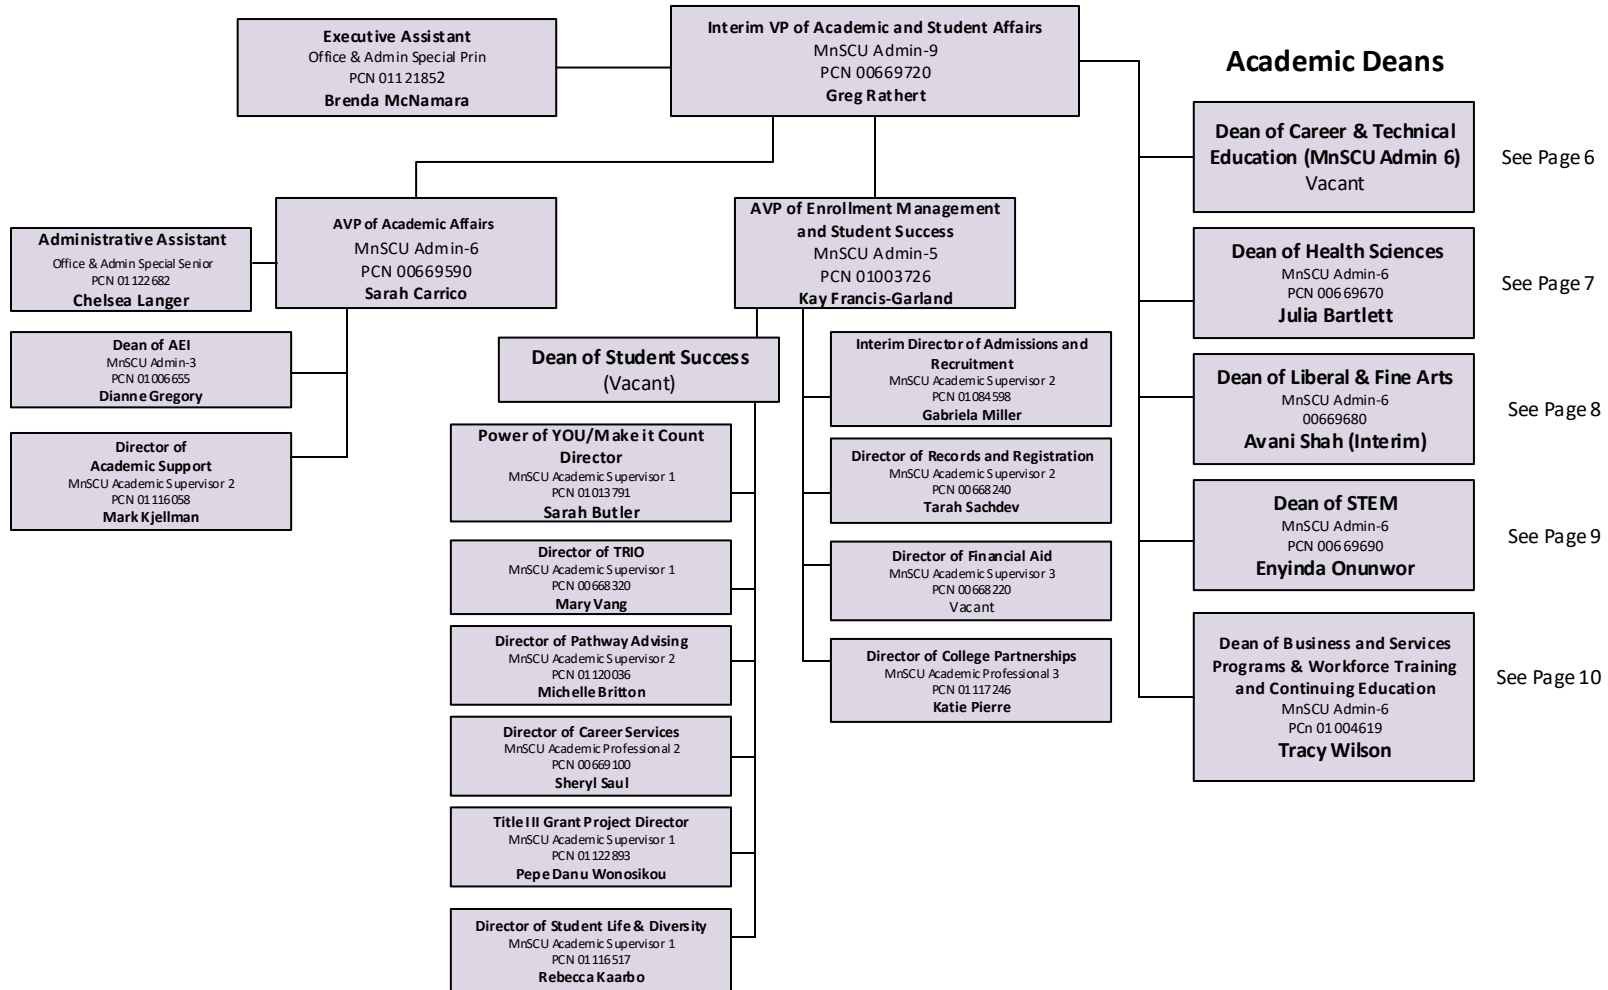 Executive Assistant
Office & Admin Special Prin
PCN 01121852
Brenda McNamara
Interim VP of Academic and Student Affairs
MnSCU Admin-9
PCN 00669720
Greg Rathert
Academic Deans
Dean of Career & Technical
Education (MnSCU Admin 6)
Vacant
See Page 6
Administrative Assistant
Office & Admin Special Senior
PCN 01122682
Chelsea Langer
AVP of Academic Affairs
MnSCU Admin-6
PCN 00669590
Sarah Carrico
AVP of Enrollment Management
and Student Success
MnSCU Admin-5
PCN 01003726
Kay Francis-Garland
Dean of Health Sciences
MnSCU Admin-6
PCN 00669670
Julia Bartlett
See Page 7
Dean of AEI
MnSCU Admin-3
PCN 01006655
Dianne Gregory
Director of
Academic Support
MnSCU Academic Supervisor 2
PCN 01116058
Mark Kjellman
Dean of Student Success
(Vacant)
Power of YOU/Make it Count
Director
MnSCU Academic Supervisor 1
PCN 01013791
Sarah Butler
Director of TRIO
MnSCU Academic Supervisor 1
PCN 00668320
Mary Vang
Director of Pathway Advising
MnSCU Academic Supervisor 2
PCN 01120036
Michelle Britton
Director of Career Services
MnSCU Academic Professional 2
PCN 00669100
Sheryl Saul
Title III Grant Project Director
MnSCU Academic Supervisor 1
PCN 01122893
Pepe Danu Wonosikou
Director of Student Life & Diversity
MnSCU Academic Supervisor 1
PCN 01116517
Rebecca Kaarbo
Interim Director of Admissions and
Recruitment
MnSCU Academic Supervisor 2
PCN 01084598
Gabriela Miller
Director of Records and Registration
MnSCU Academic Supervisor 2
PCN 00668240
Tarah Sachdev
Director of Financial Aid
MnSCU Academic Supervisor 3
PCN 00668220
Vacant
Director of College Partnerships
MnSCU Academic Professional 3
PCN 01117246
Katie Pierre
Dean of Liberal & Fine Arts
MnSCU Admin-6
00669680
Avani Shah (Interim)
See Page 8
Dean of STEM
MnSCU Admin-6
PCN 00669690
Enyinda Onunwor
See Page 9
Dean of Business and Services
Programs & Workforce Training
and Continuing Education
MnSCU Admin-6
PCn 01004619
Tracy Wilson
See Page 10